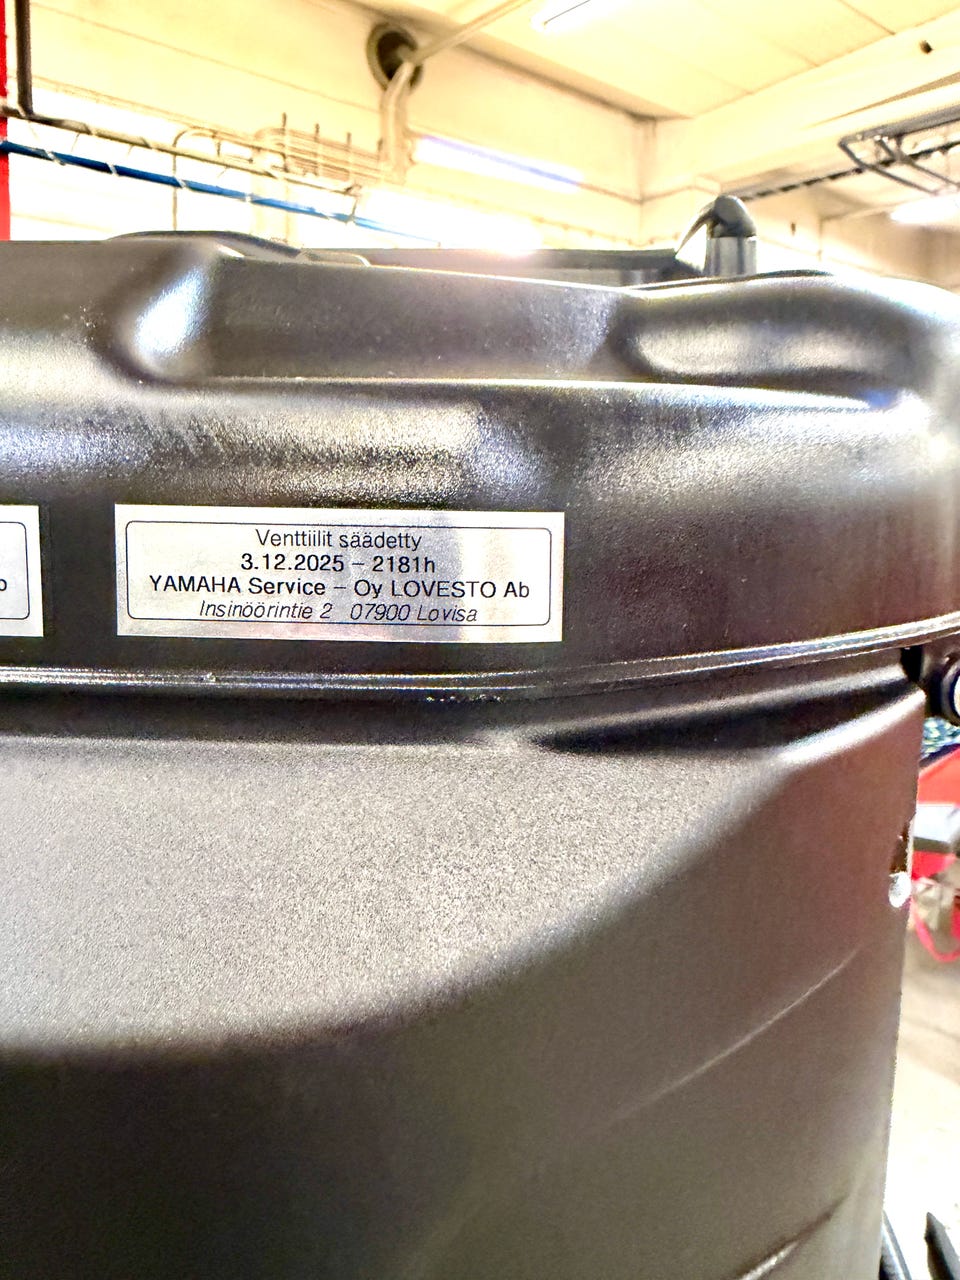 Venttiilit säädetty
3.12.2025 – 2181h
YAMAHA Service – Oy LOVESTO Ab
Insinöörintie 2 07900 Lovisa